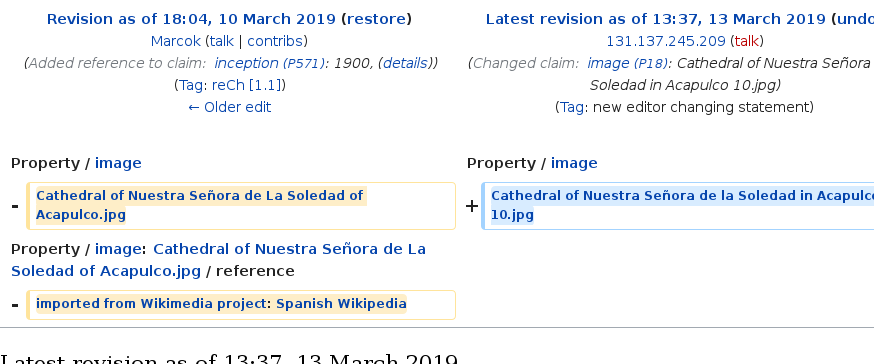 Revision as of 18:04, 10 March 2019 (restore)
Marcok (talk | contribs)
(Added reference to claim: inception (P571): 1900, (details))
(Tag: reCh [1.1])
← Older edit
Latest revision as of 13:37, 13 March 2019 (undo
131.137.245.209 (talk)
(Changed claim: image (P18): Cathedral of Nuestra Señora
Soledad in Acapulco 10.jpg)
(Tag: new editor changing statement)
Property / image
- Cathedral of Nuestra Señora de La Soledad of
Acapulco.jpg
Property / image
+ Cathedral of Nuestra Señora de la Soledad in Acapulco
10.jpg
Property / image: Cathedral of Nuestra Señora de La
Soledad of Acapulco.jpg / reference
- imported from Wikimedia project: Spanish Wikipedia
Latest revision as of 13:37, 13 March 2019